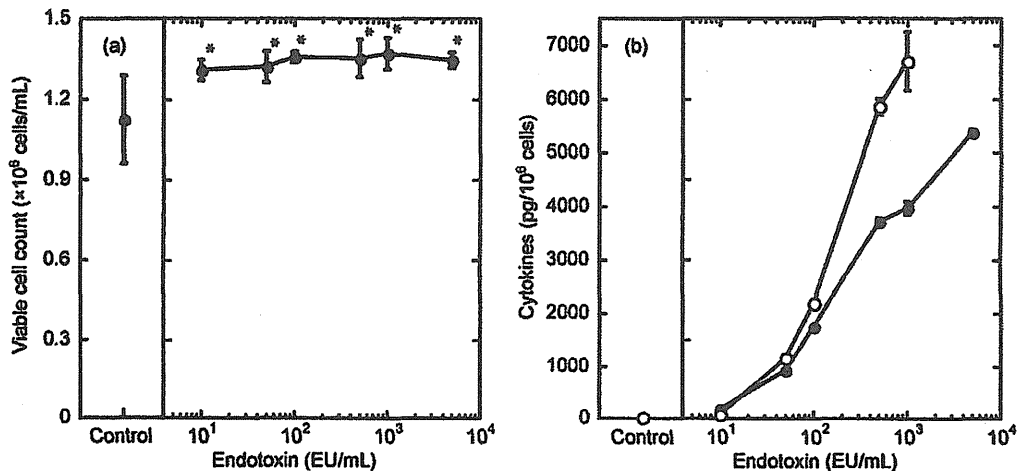 (a)
Viable cell count (×10⁶ cells/mL)
1.5
1.2
0.9
0.6
0.3
0
* * * * * *
Control
10¹ 10² 10³ 10⁴
Endotoxin (EU/mL)
(b)
Cytokines (pg/10⁶ cells)
7000
6000
5000
4000
3000
2000
1000
0
Control
10¹ 10² 10³ 10⁴
Endotoxin (EU/mL)